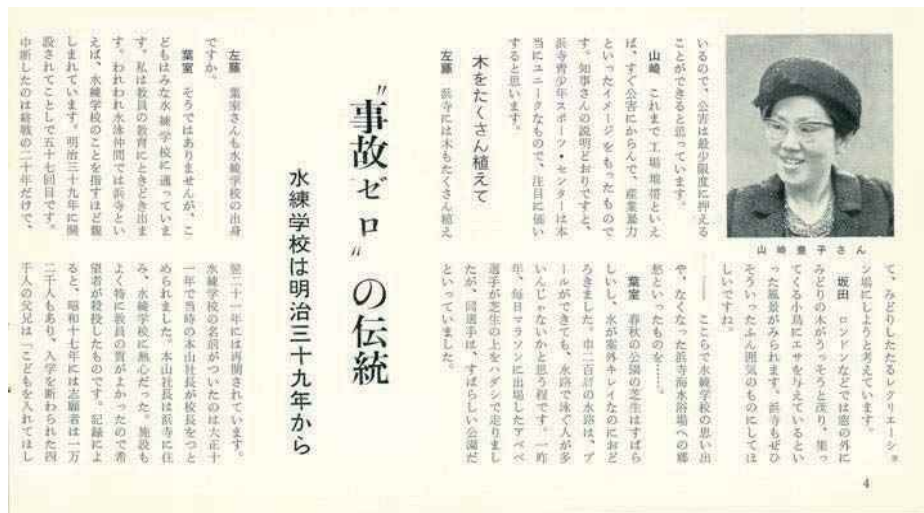 山崎豊子さん
いるので、公害は最少限度に押える
ことができると思っています。
山崎　これまで工場地帯といえ
ば、すぐ公害にからんで、産業暴力
といったイメージをもったもので
す。知事さんの説明どおりですと、
浜寺青少年スポーツ・センターは本
当にユニークなもので、注目に価い
すると思います。
木をたくさん植えて
左藤　浜寺には木もたくさん植え
て、みどりしたたるレクリエーショ
ン場にしようと考えています。
坂田　ロンドンなどでは窓の外に
みどりの木がうっそうと茂り、集っ
てくる小鳥にエサを与えているとい
った風景がみられます。浜寺もぜひ
そういったふん囲気のものにしてほ
しいですね。
――　ここらで水練学校の思い出
や、なくなった浜寺海水浴場への郷
愁といったものを……。
葉室　春秋の公園の芝生はすばら
しいし、水が案外キレイなのにおど
ろきました。巾二百㍍の水路は、プ
ールができても、水路で泳ぐ人が多
いんじゃないかと思う程です。一昨
年、毎日マラソンに出場したアベベ
選手が芝生の上をハダシで走りまし
たが、同選手は、すばらしい公園だ
といっていました。
〝事故ゼロ〟の伝統
水練学校は明治三十九年から
左藤　葉室さんも水練学校の出身
ですか。
葉室　そうではありませんが、こ
どもはみな水練学校に通っていま
す。私は教員の教育にときどき出ま
す。われわれ水泳仲間では浜寺とい
えば、水練学校のことを指すほど親
しまれています。明治三十九年に開
設されてことしで五十七回目です。
中断したのは終戦の二十年だけで、
翌二十一年には再開されています。
水練学校の名前がついたのは大正十
一年で当時の本山社長が校長をつと
められました。本山社長は浜寺に住
み、水練学校に熱心だった。施設も
よく特に教員の質がよかったので希
望者が殺到したものです。記録によ
ると、昭和十七年には志願者は一万
二千人もあり、入学を断わられた四
千人の父兄は「こどもを入れてほし
4